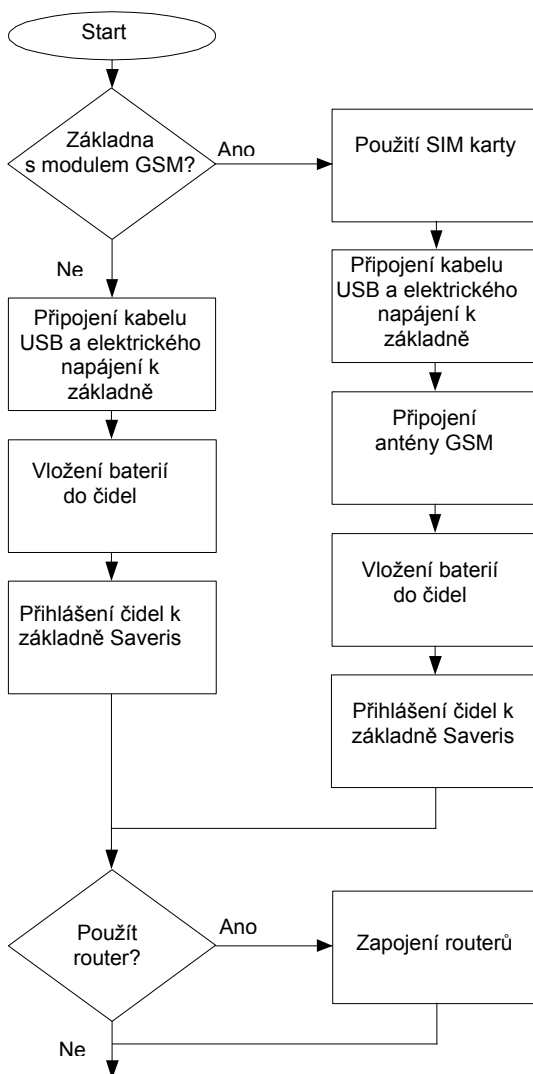 Start
Základna
s modulem GSM?
Ano
Použití SIM karty
Ne
Připojení kabelu
USB a elektrického
napájení k
základně
Vložení baterií
do čidel
Přihlášení čidel k
základně Saveris
Připojení kabelu
USB a elektrického
napájení k
základně
Připojení
antény GSM
Vložení baterií
do čidel
Přihlášení čidel k
základně Saveris
Použít
router?
Ano
Zapojení routerů
Ne